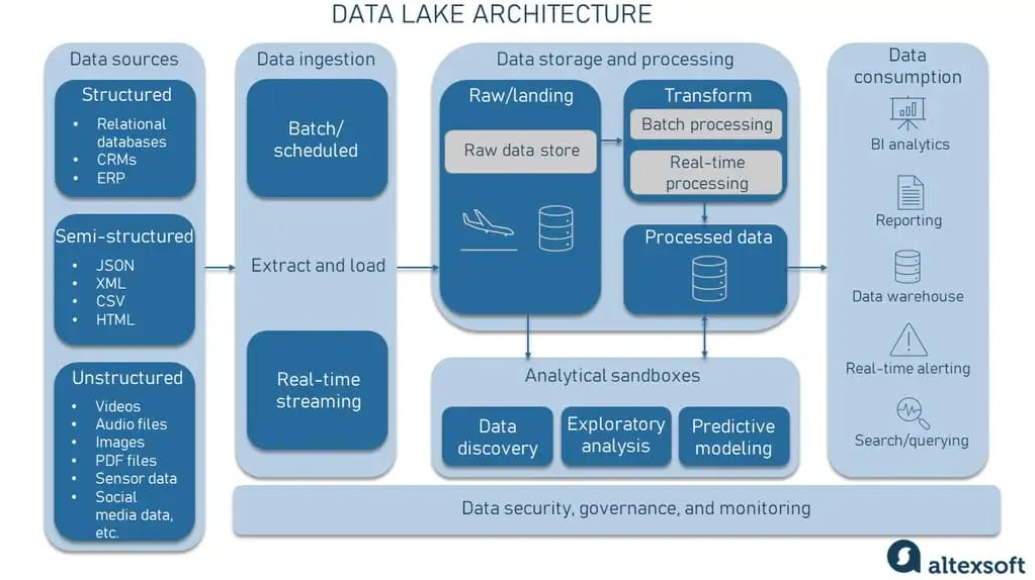 DATA LAKE ARCHITECTURE
Data sources
Structured
• Relational
databases
• CRMs
• ERP
Semi-structured
• JSON
• XML
• CSV
• HTML
Unstructured
• Videos
• Audio files
• Images
• PDF files
• Sensor data
• Social
media data,
etc.
Data ingestion
Batch/
scheduled
Extract and load
Real-time
streaming
Data storage and processing
Raw/landing
Raw data store
Transform
Batch processing
Real-time
processing
Processed data
Analytical sandboxes
Data
discovery
Exploratory
analysis
Predictive
modeling
Data
consumption
BI analytics
Reporting
Data warehouse
Real-time alerting
Search/querying
Data security, governance, and monitoring
altexsoft